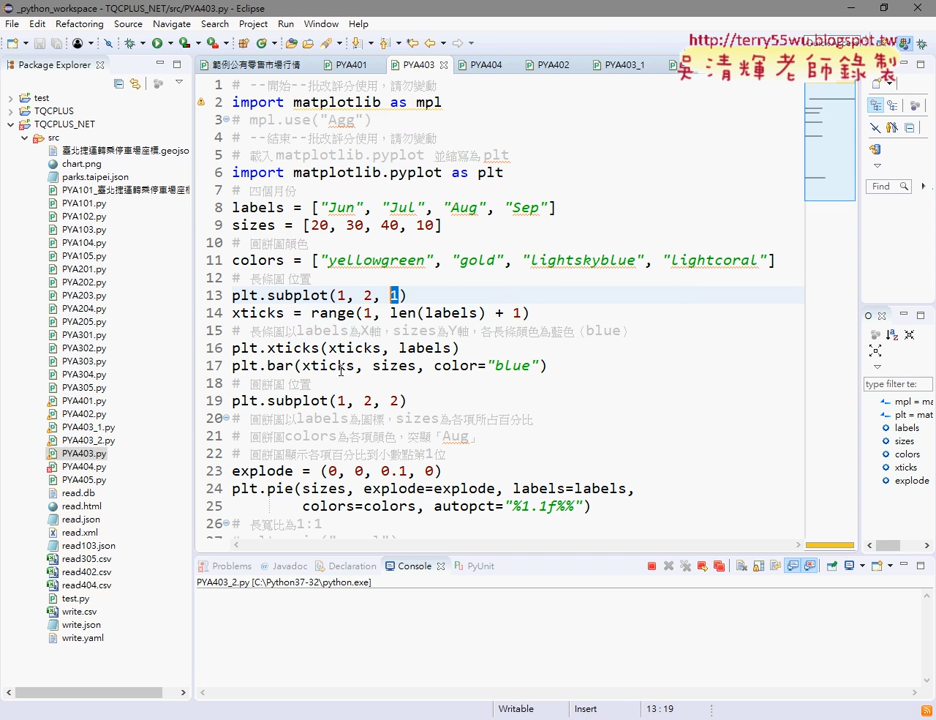 _python_workspace - TQCPLUS_NET/src/PYA403.py - Eclipse
File Edit Refactoring Source Navigate Search Project Run Window Help
http://terry55wu.blogspot.tw
吳清輝老師錄製
Package Explorer
範例公有零售市場行情 PYA401 PYA403 PYA404 PYA402 PYA403_1
test
TQCPLUS
TQCPLUS_NET
src
臺北捷運轉乘停車場座標.geojso
chart.png
parks.taipei.json
PYA101_臺北捷運轉乘停車場座標
PYA101.py
PYA102.py
PYA103.py
PYA104.py
PYA105.py
PYA201.py
PYA202.py
PYA204.py
PYA205.py
PYA301.py
PYA302.py
PYA303.py
PYA304.py
PYA305.py
PYA401.py
PYA402.py
PYA403_1.py
PYA403_2.py
PYA403.py
PYA404.py
PYA405.py
read.db
read.html
read.json
read.xml
read103.json
read305.csv
read402.csv
read404.csv
test.py
write.csv
write.json
write.yaml
1 # --開始--批改評分使用，請勿變動
2 import matplotlib as mpl
3 # mpl.use("Agg")
4 # --結束--批改評分使用，請勿變動
5 # 載入matplotlib.pyplot 並縮寫為plt
6 import matplotlib.pyplot as plt
7 # 四個月份
8 labels = ["Jun", "Jul", "Aug", "Sep"]
9 sizes = [20, 30, 40, 10]
10 # 圓餅圖顏色
11 colors = ["yellowgreen", "gold", "lightskyblue", "lightcoral"]
12 # 長條圖 位置
13 plt.subplot(1, 2, 1)
14 xticks = range(1, len(labels) + 1)
15 # 長條圖以labels為X軸，sizes為Y軸，各長條顏色為藍色（blue）
16 plt.xticks(xticks, labels)
17 plt.bar(xticks, sizes, color="blue")
18 # 圓餅圖 位置
19 plt.subplot(1, 2, 2)
20 # 圓餅圖以labels為圖標，sizes為各項所占百分比
21 # 圓餅圖colors為各項顏色，突顯「Aug」
22 # 圓餅圖顯示各項百分比到小數點第1位
23 explode = (0, 0, 0.1, 0)
24 plt.pie(sizes, explode=explode, labels=labels,
25 colors=colors, autopct="%1.1f%%")
26 # 長寬比為1:1
27
Find
type filter te:
mpl = ma
plt = mat
labels
sizes
colors
xticks
explode
Problems Javadoc Declaration Console PyUnit
PYA403_2.py [C:\Python37-32\python.exe]
Writable Insert 13 : 19